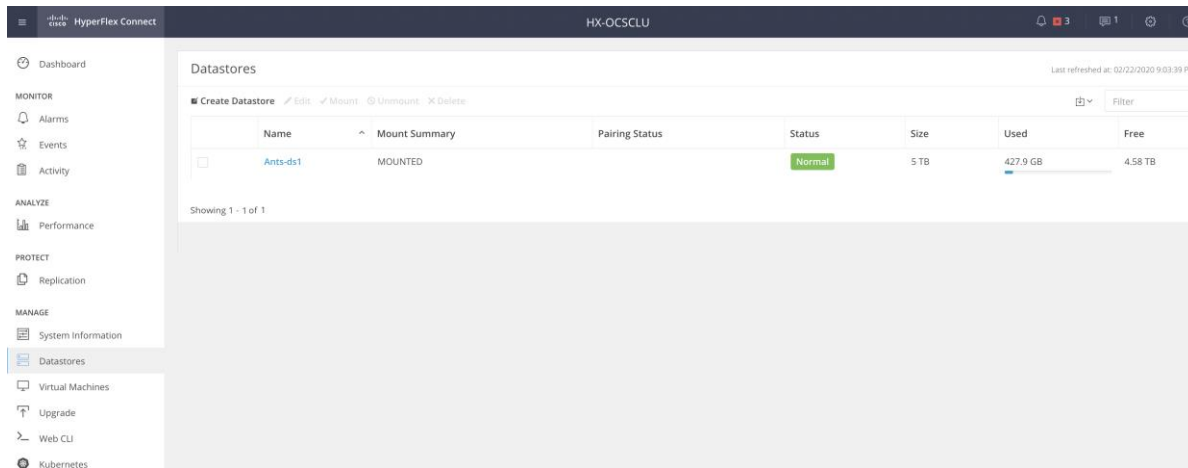 cisco HyperFlex Connect HX-OCSCLU 3 1
Dashboard
MONITOR
Alarms
Events
Activity
ANALYZE
Performance
PROTECT
Replication
MANAGE
System Information
Datastores
Virtual Machines
Upgrade
Web CLI
Kubernetes
Datastores Last refreshed at: 02/22/2020 9:03:39 P
Create Datastore Edit Mount Unmount Delete Filter
Name Mount Summary Pairing Status Status Size Used Free
Ants-ds1 MOUNTED Normal 5 TB 427.9 GB 4.58 TB
Showing 1 - 1 of 1